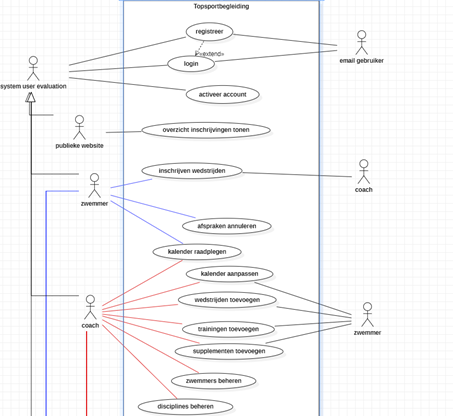 Topsportbegleiding
registreer
«extend»
login
email gebruiker
system user evaluation
activeer account
publieke website
overzicht inschrijvingen tonen
inschrijven wedstrijden
coach
zwemmer
afspraken annuleren
kalender raadplegen
kalender aanpassen
wedstrijden toevoegen
coach
trainingen toevoegen
zwemmer
supplementen toevoegen
zwemmers beheren
disciplines beheren